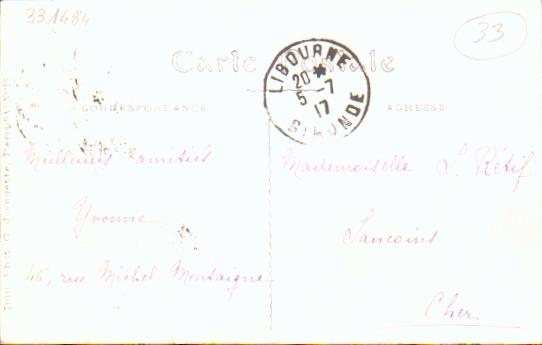 331484
33
Carte Postale
LIBOURNE
20 *
5 - 7
17
GIRONDE
CORRESPONDANCE
ADRESSE
Meilleures amitiés
Yvonne
46, rue Michel Montaigne
Mademoiselle S. Rétif
Sancoins
Cher